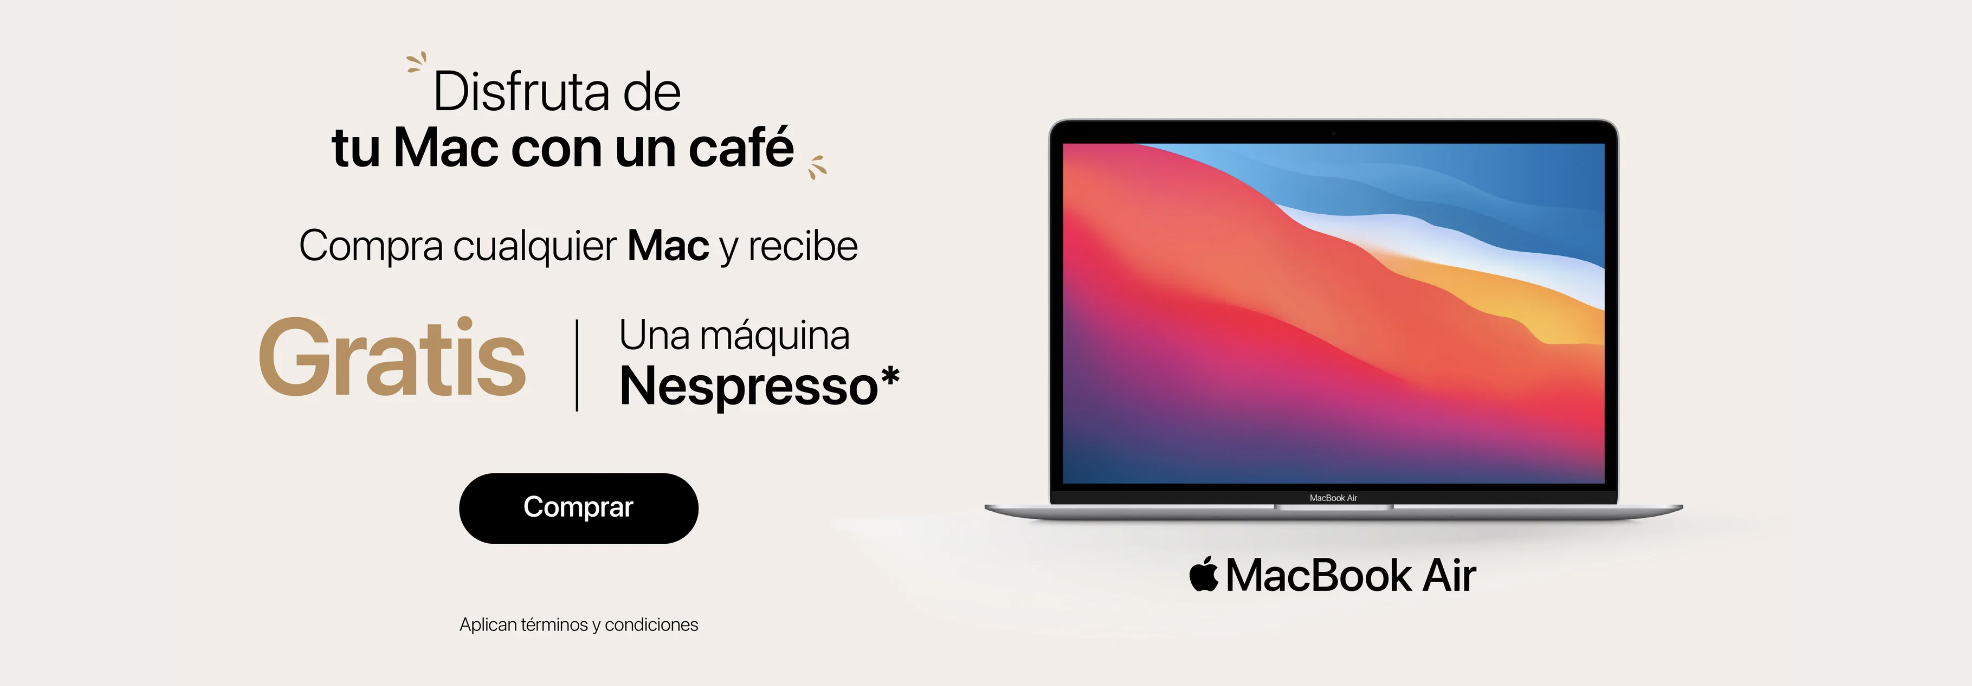 Disfruta de
tu Mac con un café
Compra cualquier Mac y recibe
Gratis
Una máquina
Nespresso*
Comprar
Aplican términos y condiciones
MacBook Air
MacBook Air